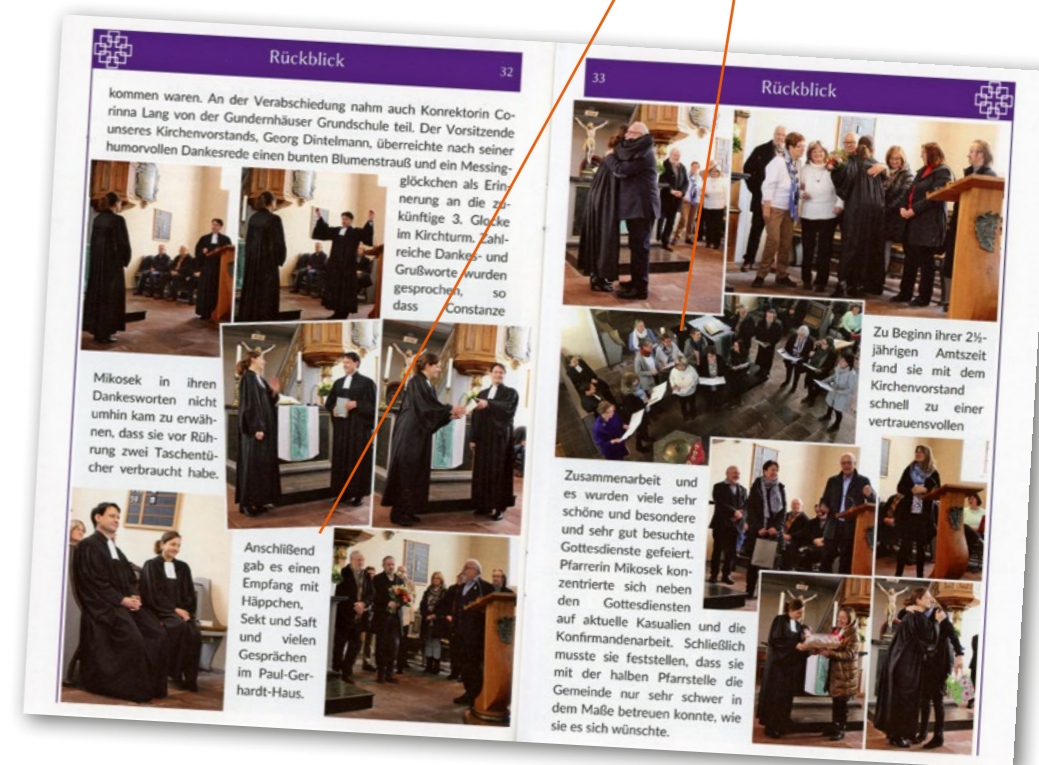 Rückblick
32
kommen waren. An der Verabschiedung nahm auch Konrektorin Co-
rinna Lang von der Gundernhäuser Grundschule teil. Der Vorsitzende
unseres Kirchenvorstands, Georg Dintelmann, überreichte nach seiner
humorvollen Dankesrede einen bunten Blumenstrauß und ein Messing-
glöckchen als Erin-
nerung an die zu-
künftige 3. Glocke
im Kirchturm. Zahl-
reiche Dankes- und
Grußworte wurden
gesprochen, so
dass Constanze
Mikosek in ihren
Dankesworten nicht
umhin kam zu erwäh-
nen, dass sie vor Rüh-
rung zwei Taschentü-
cher verbraucht habe.
Anschlißend
gab es einen
Empfang mit
Häppchen,
Sekt und Saft
und vielen
Gesprächen
im Paul-Ger-
hardt-Haus.
33
Rückblick
Zu Beginn ihrer 2½-
jährigen Amtszeit
fand sie mit dem
Kirchenvorstand
schnell zu einer
vertrauensvollen
Zusammenarbeit und
es wurden viele sehr
schöne und besondere
und sehr gut besuchte
Gottesdienste gefeiert.
Pfarrerin Mikosek kon-
zentrierte sich neben
den Gottesdiensten
auf aktuelle Kasualien und die
Konfirmandenarbeit. Schließlich
musste sie feststellen, dass sie
mit der halben Pfarrstelle die
Gemeinde nur sehr schwer in
dem Maße betreuen konnte, wie
sie es sich wünschte.